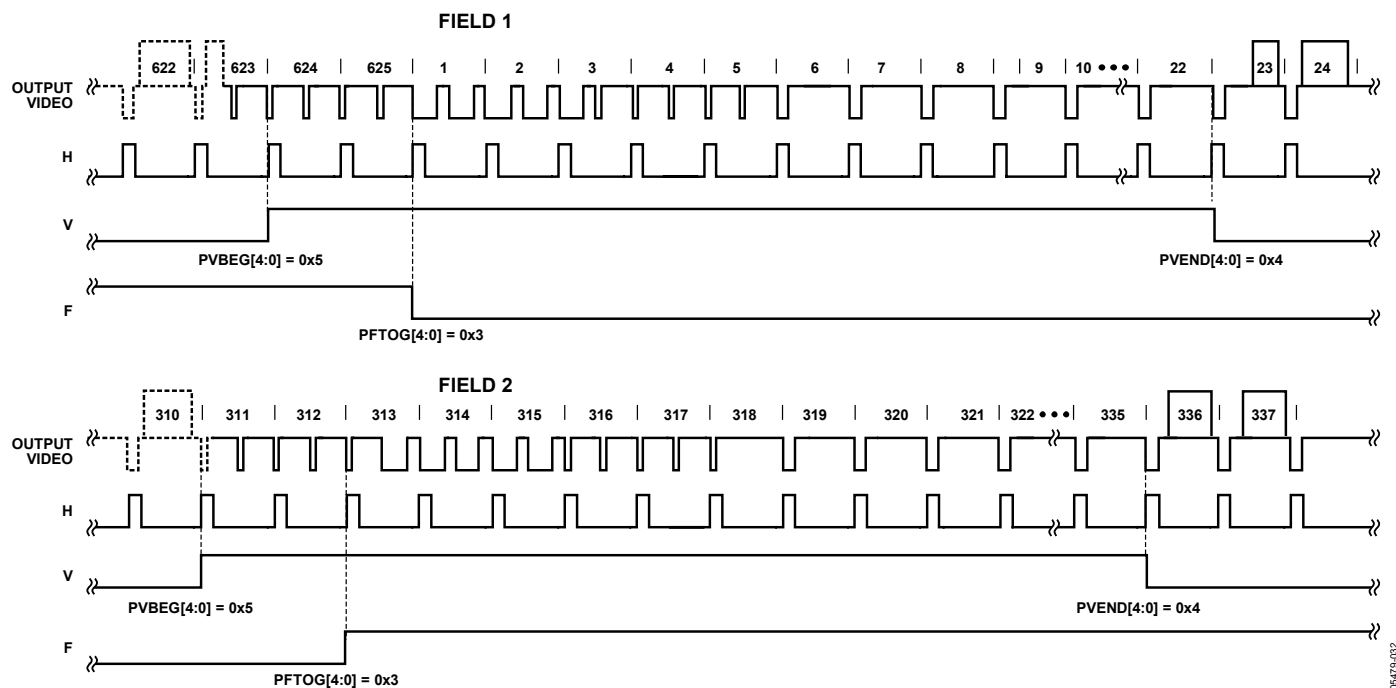 FIELD 1
622 623 624 625 1 2 3 4 5 6 7 8 9 10 ••• 22 23 24
OUTPUT
VIDEO
H
V
PVBEG[4:0] = 0x5 PVEND[4:0] = 0x4
F
PFTOG[4:0] = 0x3
FIELD 2
310 311 312 313 314 315 316 317 318 319 320 321 322 ••• 335 336 337
OUTPUT
VIDEO
H
V
PVBEG[4:0] = 0x5 PVEND[4:0] = 0x4
F
PFTOG[4:0] = 0x3
05479-032